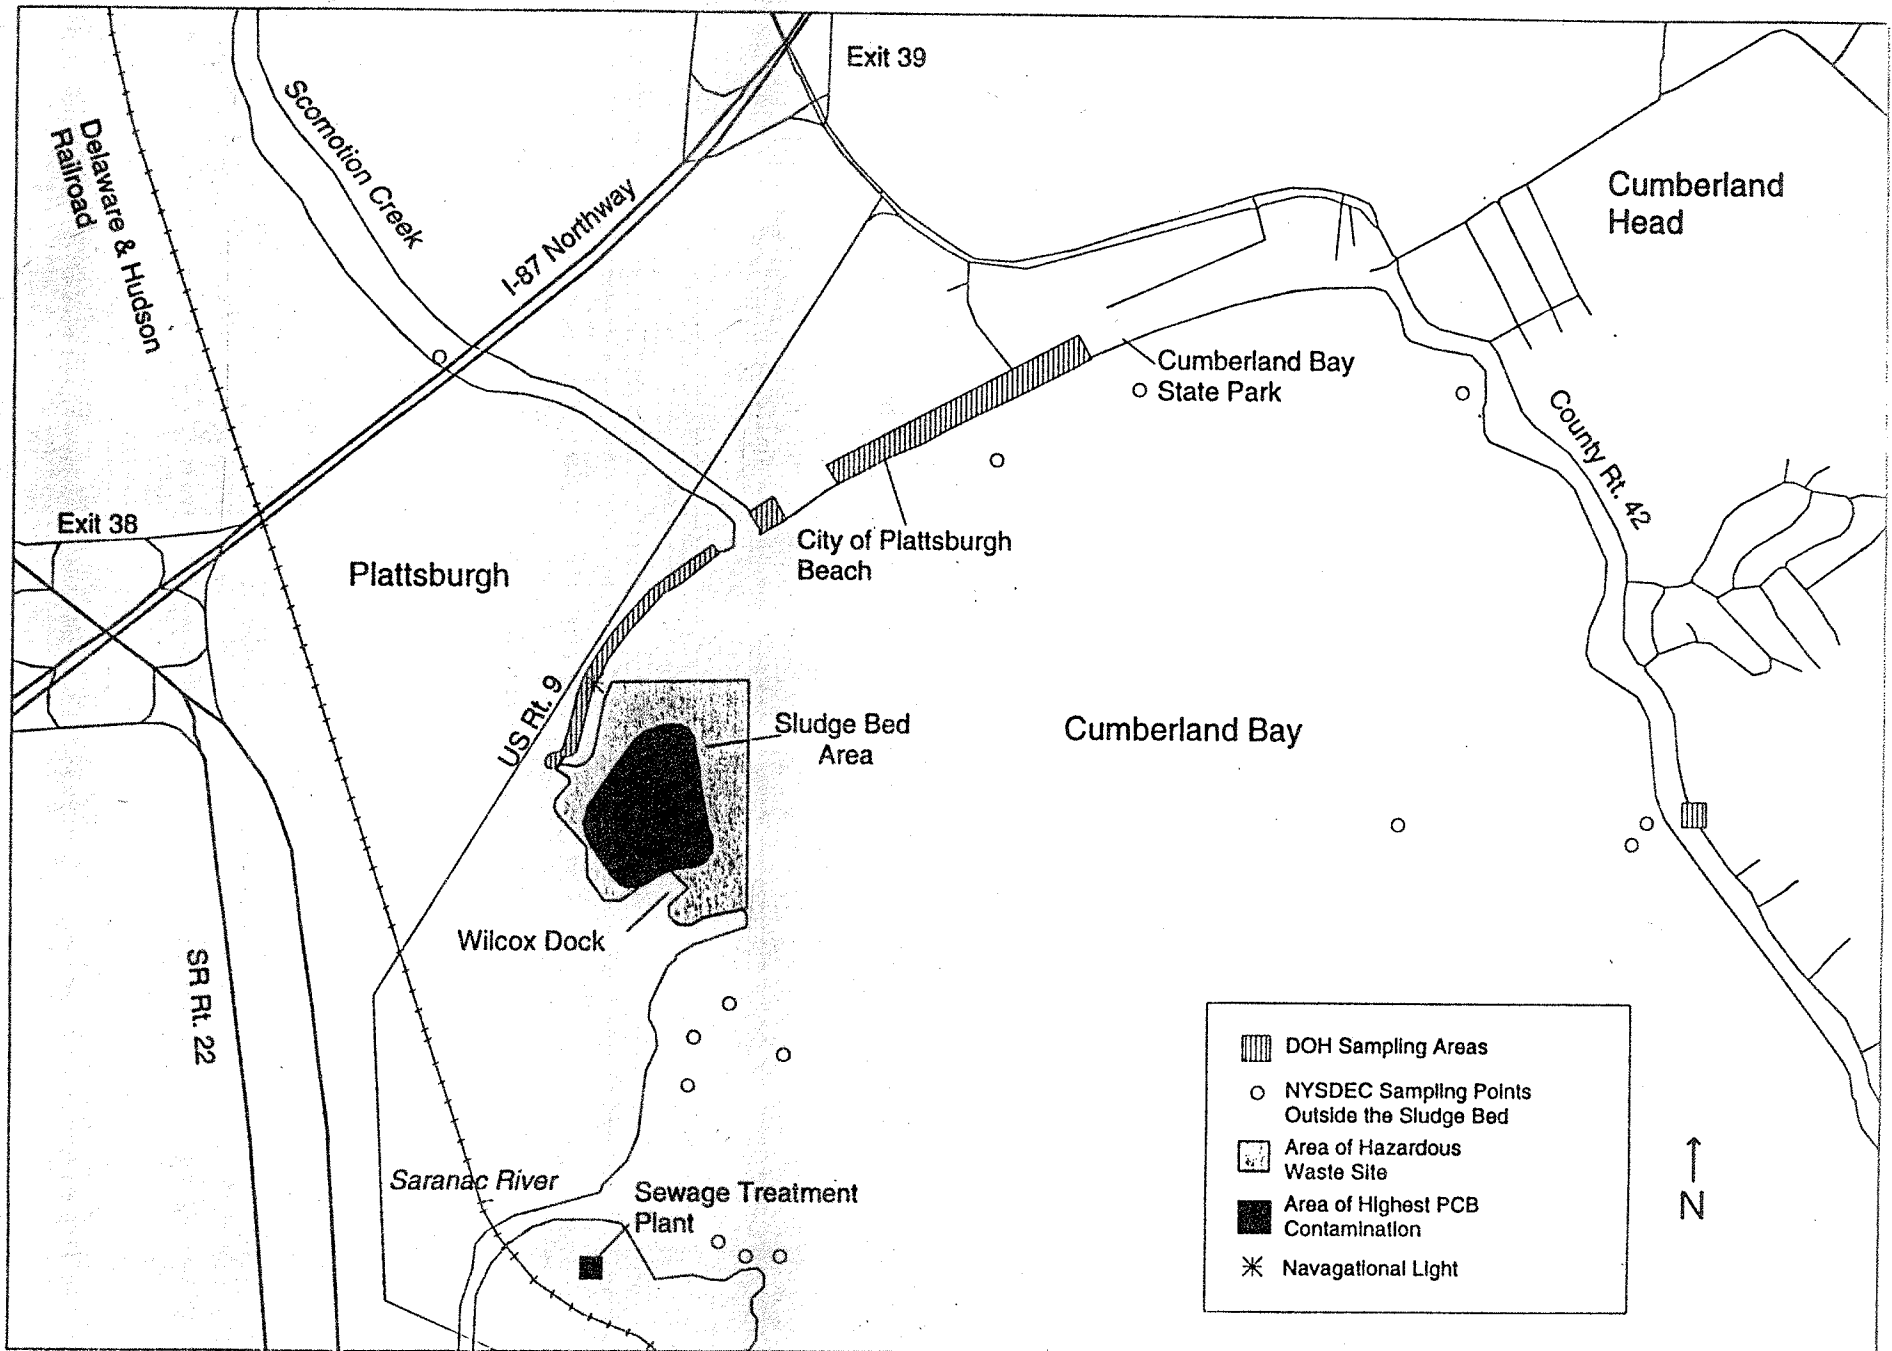 Exit 39
Scomotion Creek
Delaware & Hudson
Railroad
I-87 Northway
Cumberland
Head
Cumberland Bay
State Park
County Rt. 42
Exit 38
Plattsburgh
City of Plattsburgh
Beach
US Rt. 9
Sludge Bed
Area
Cumberland Bay
Wilcox Dock
SR Rt. 22
Saranac River
Sewage Treatment
Plant
DOH Sampling Areas
NYSDEC Sampling Points
Outside the Sludge Bed
Area of Hazardous
Waste Site
Area of Highest PCB
Contamination
Navagational Light
N